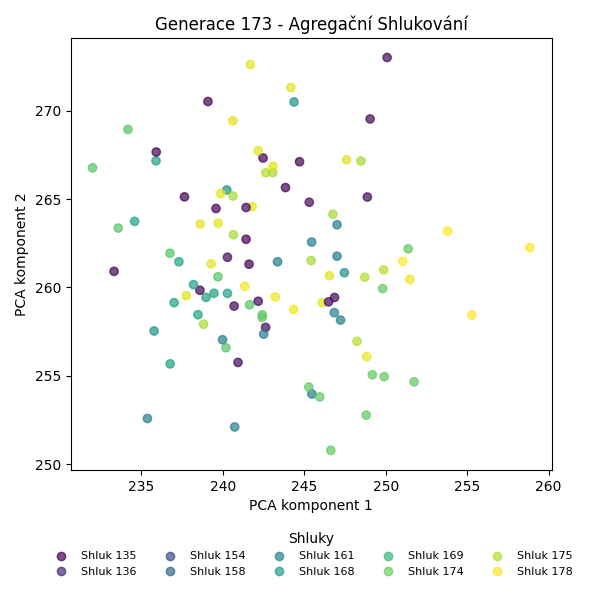 Generace 173 - Agregační Shlukování
PCA komponent 2
270
265
260
255
250
235 240 245 250 255 260
PCA komponent 1
Shluky
Shluk 135 Shluk 154 Shluk 161 Shluk 169 Shluk 175
Shluk 136 Shluk 158 Shluk 168 Shluk 174 Shluk 178